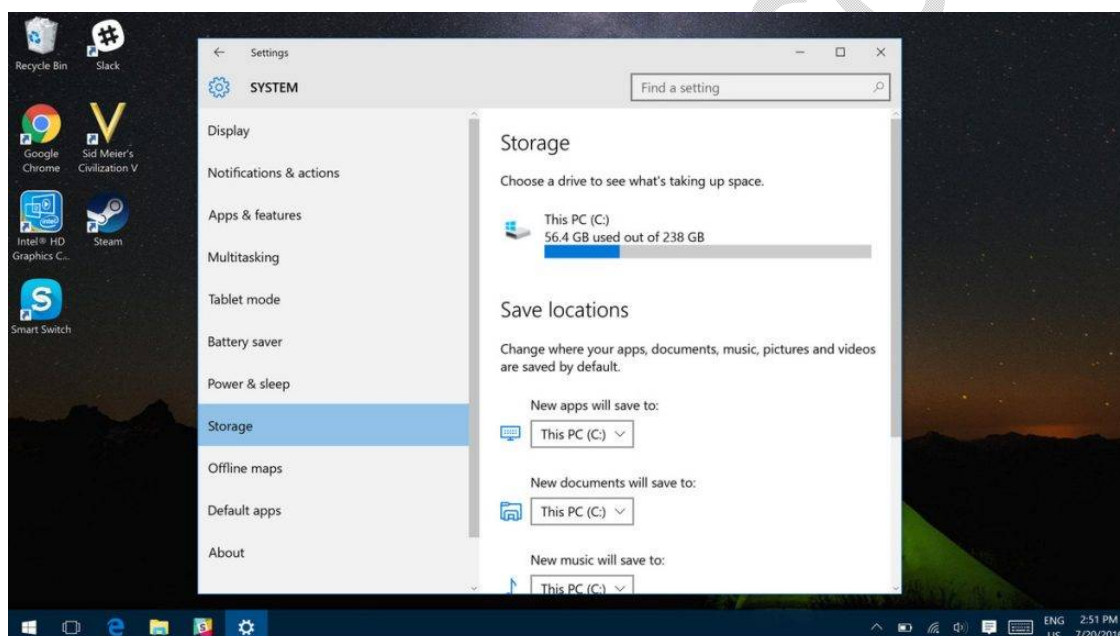 Recycle Bin
Slack
Google
Chrome
Sid Meier's
Civilization V
Intel® HD
Graphics C...
Steam
Smart Switch
Settings
SYSTEM
Find a setting
Display
Notifications & actions
Apps & features
Multitasking
Tablet mode
Battery saver
Power & sleep
Storage
Offline maps
Default apps
About
Storage
Choose a drive to see what's taking up space.
This PC (C:)
56.4 GB used out of 238 GB
Save locations
Change where your apps, documents, music, pictures and videos
are saved by default.
New apps will save to:
This PC (C:)
New documents will save to:
This PC (C:)
New music will save to:
This PC (C:)
ENG
US
2:51 PM